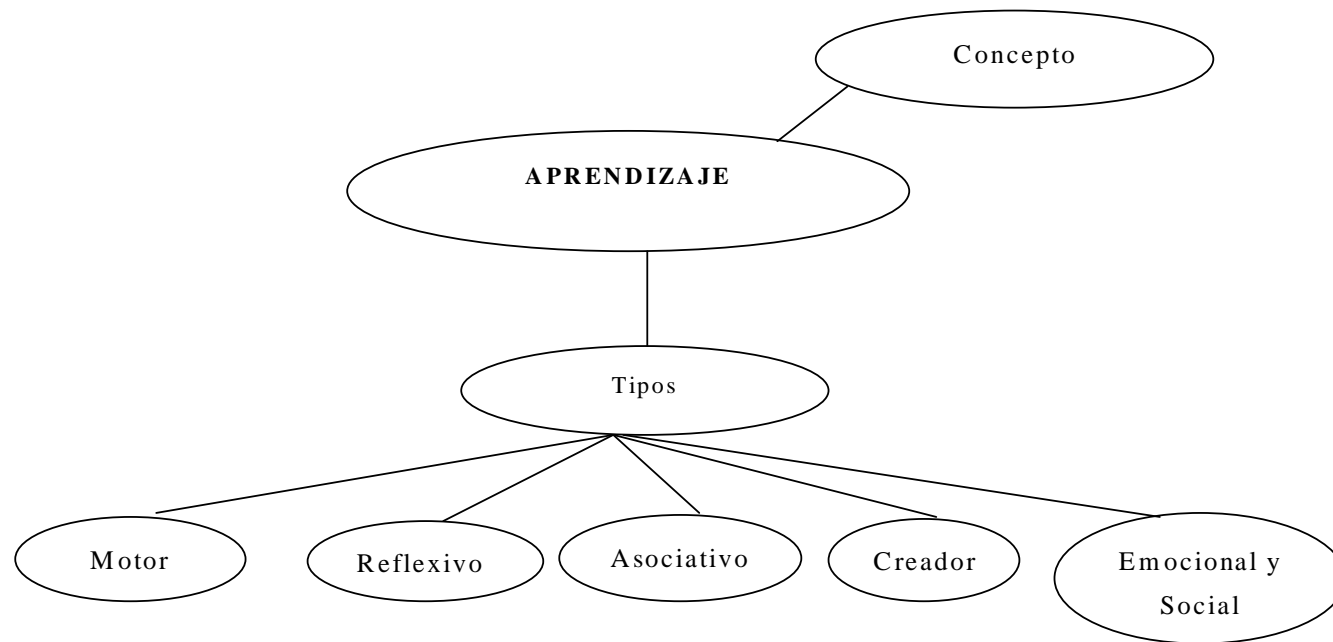 Concepto
APRENDIZAJE
Tipos
Motor
Reflexivo
Asociativo
Creador
Emocional y
Social